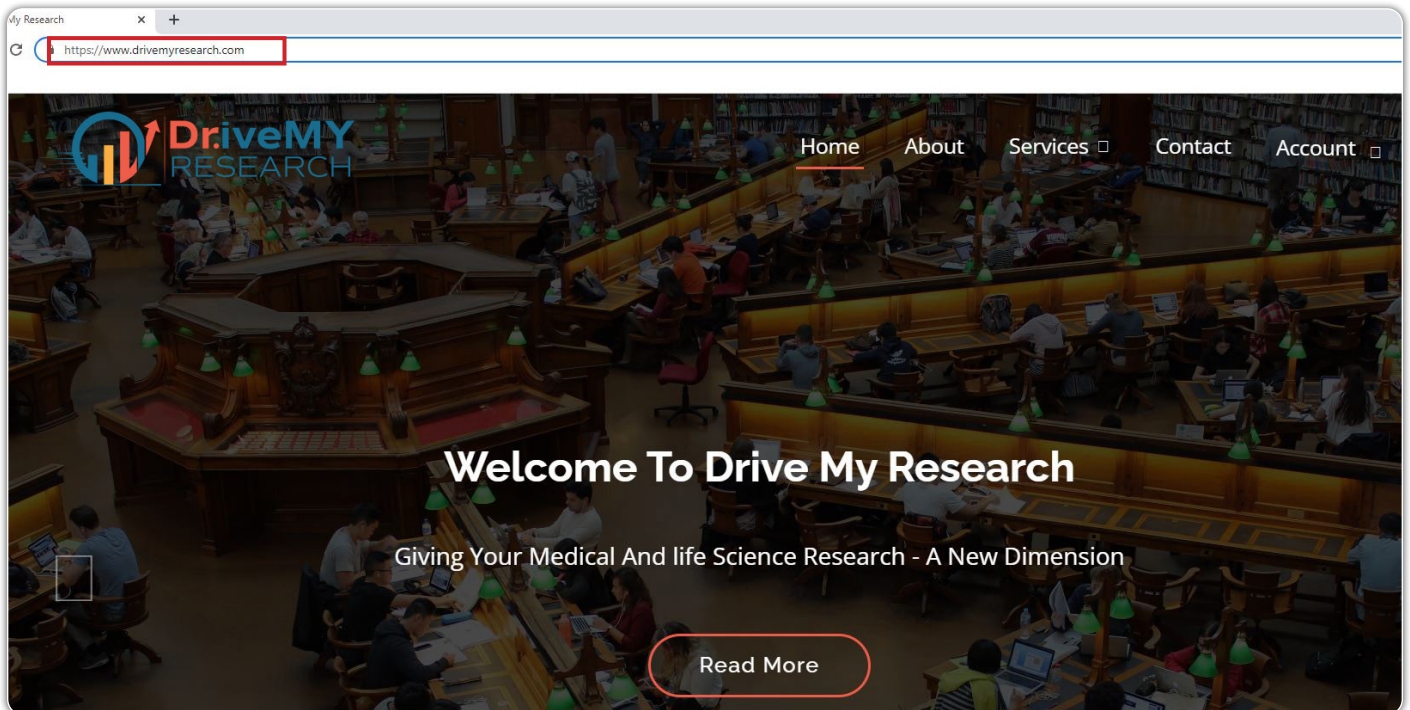 My Research
https://www.drivemyresearch.com
Dr.iveMY
RESEARCH
Home About Services Contact Account
Welcome To Drive My Research
Giving Your Medical And life Science Research - A New Dimension
Read More